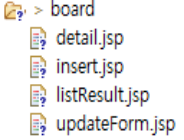 > board
detail.jsp
insert.jsp
listResult.jsp
updateForm.jsp